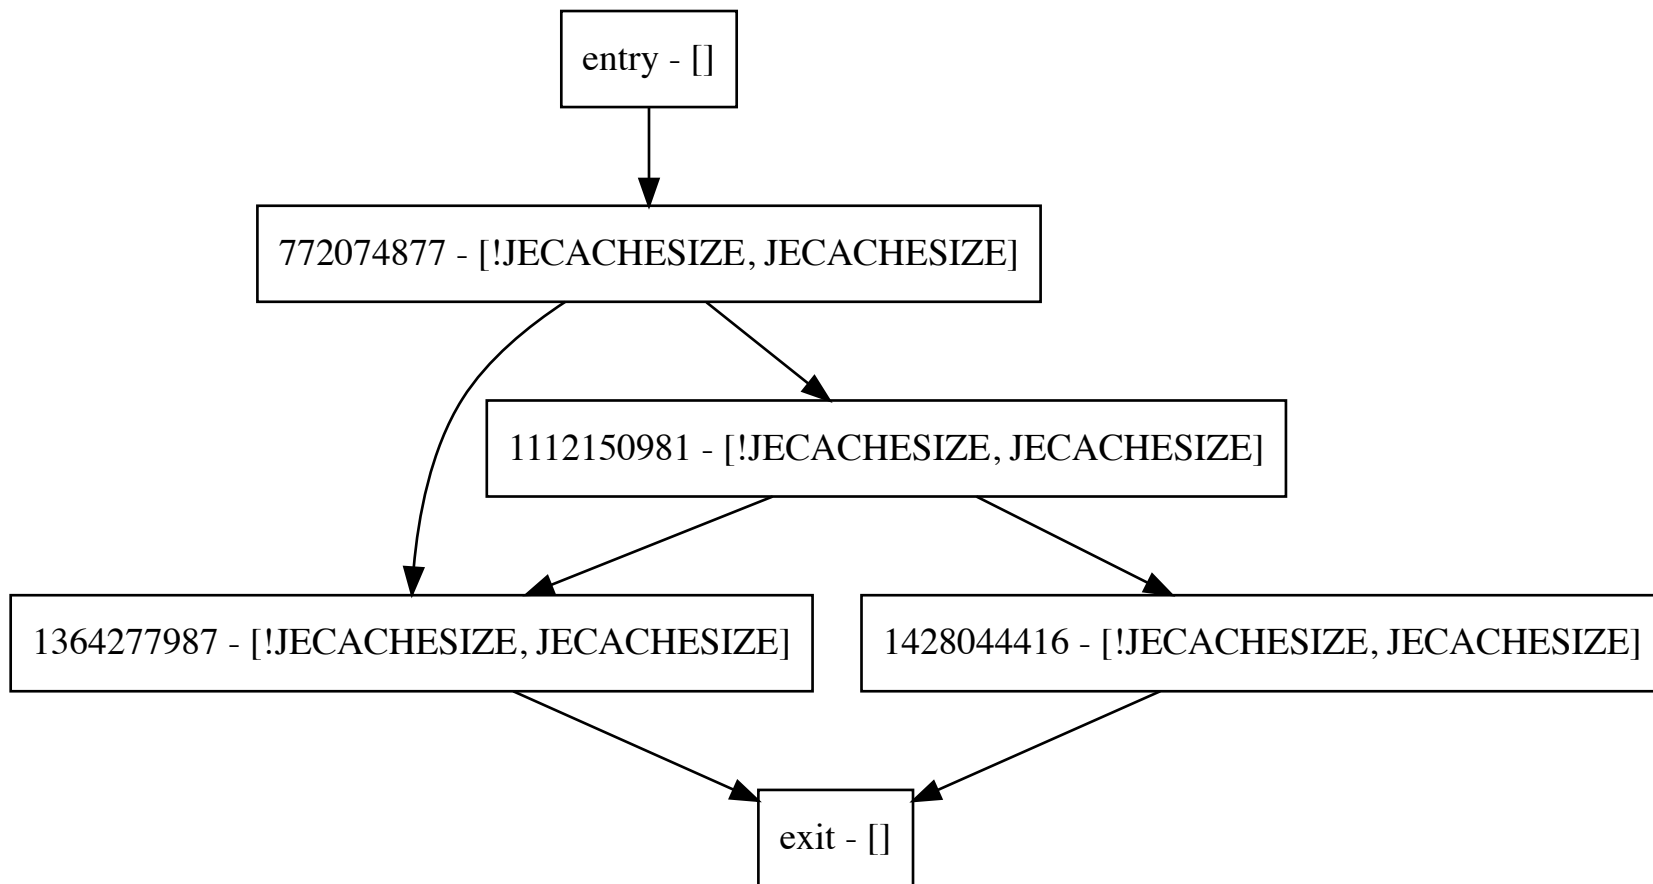 entry - []
772074877 - [!JECACHESIZE, JECACHESIZE]
1112150981 - [!JECACHESIZE, JECACHESIZE]
1364277987 - [!JECACHESIZE, JECACHESIZE]
1428044416 - [!JECACHESIZE, JECACHESIZE]
exit - []